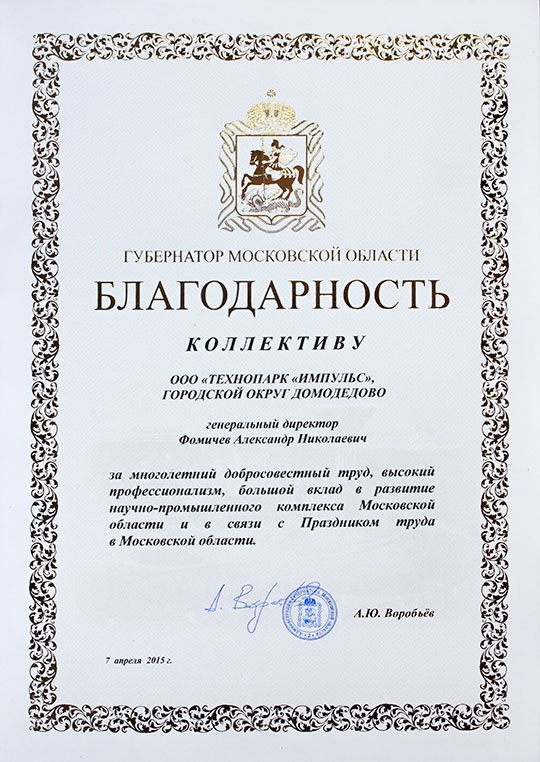 ГУБЕРНАТОР МОСКОВСКОЙ ОБЛАСТИ
БЛАГОДАРНОСТЬ
КОЛЛЕКТИВУ
ООО «ТЕХНОПАРК «ИМПУЛЬС»,
ГОРОДСКОЙ ОКРУГ ДОМОДЕДОВО
генеральный директор
Фомичев Александр Николаевич
за многолетний добросовестный труд, высокий
профессионализм, большой вклад в развитие
научно-промышленного комплекса Московской
области и в связи с Праздником труда
в Московской области.
А.Ю. Воробьёв
7 апреля 2015 г.